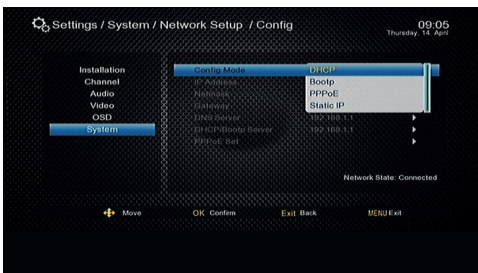 Settings / System / Network Setup / Config
09:05
Thursday, 14 April
Installation
Channel
Audio
Video
OSD
System
Config Mode
DHCP
IP Address
Bootp
Netmask
PPPoE
Gateway
Static IP
DNS Server 192.168.1.1
DHCP/Bootp Server 192.168.1.1
PPPoE Set
Network State: Connected
Move OK Confirm Exit Back MENU Exit